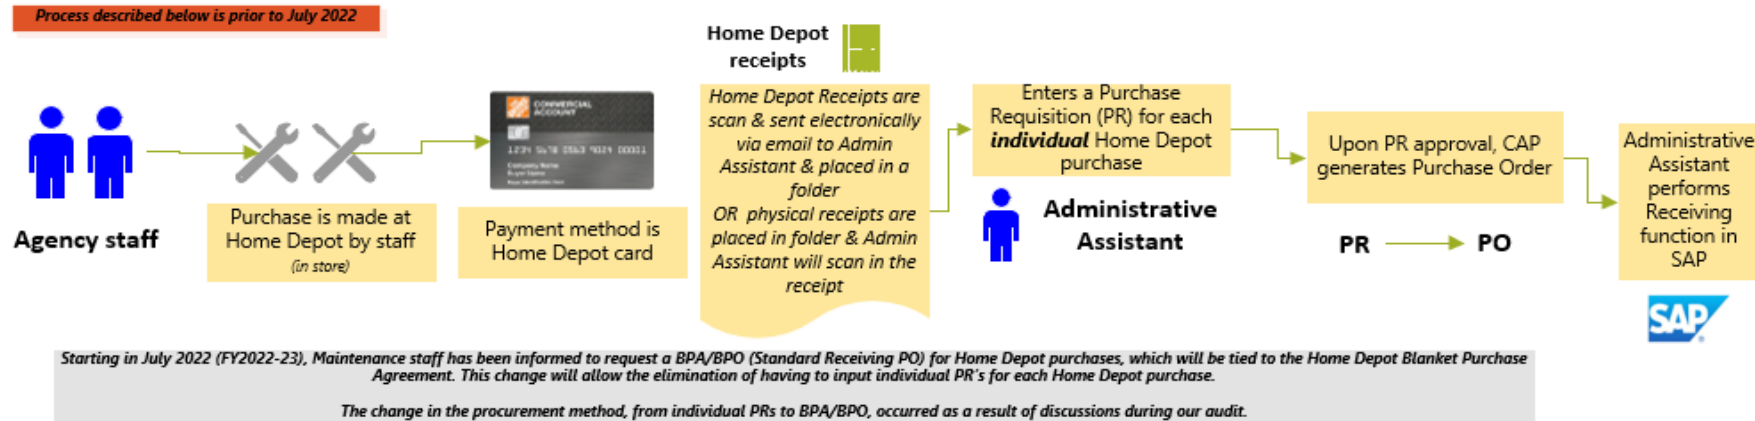 Process described below is prior to July 2022
Home Depot
receipts
Agency staff
Purchase is made at
Home Depot by staff
(in store)
COMMERCIAL
ACCOUNT
Company Name
Payment method is
Home Depot card
Home Depot Receipts are
scan & sent electronically
via email to Admin
Assistant & placed in a
folder
OR physical receipts are
placed in folder & Admin
Assistant will scan in the
receipt
Enters a Purchase
Requisition (PR) for each
individual Home Depot
purchase
Administrative
Assistant
Upon PR approval, CAP
generates Purchase Order
PR
PO
Administrative
Assistant
performs
Receiving
function in
SAP
SAP
Starting in July 2022 (FY2022-23), Maintenance staff has been informed to request a BPA/BPO (Standard Receiving PO) for Home Depot purchases, which will be tied to the Home Depot Blanket Purchase
Agreement. This change will allow the elimination of having to input individual PR's for each Home Depot purchase.
The change in the procurement method, from individual PRs to BPA/BPO, occurred as a result of discussions during our audit.